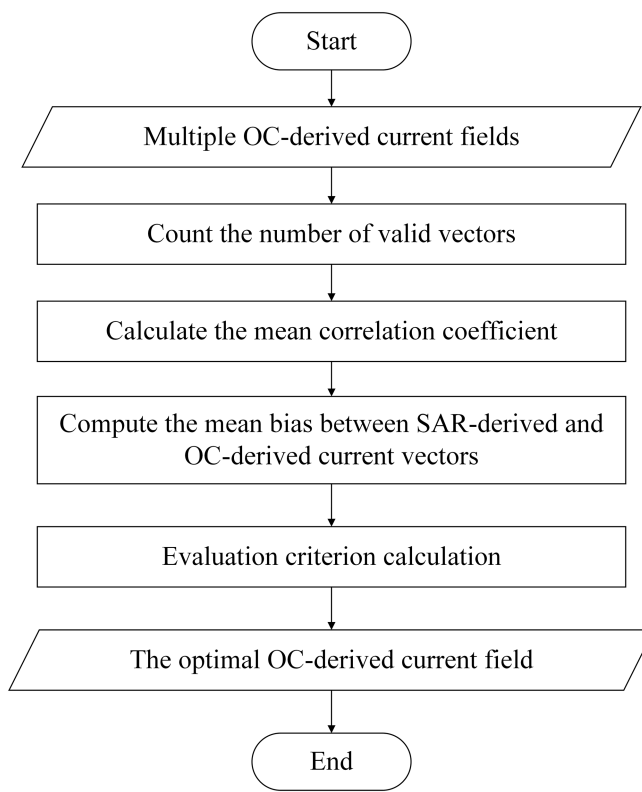 Start
Multiple OC-derived current fields
Count the number of valid vectors
Calculate the mean correlation coefficient
Compute the mean bias between SAR-derived and
OC-derived current vectors
Evaluation criterion calculation
The optimal OC-derived current field
End